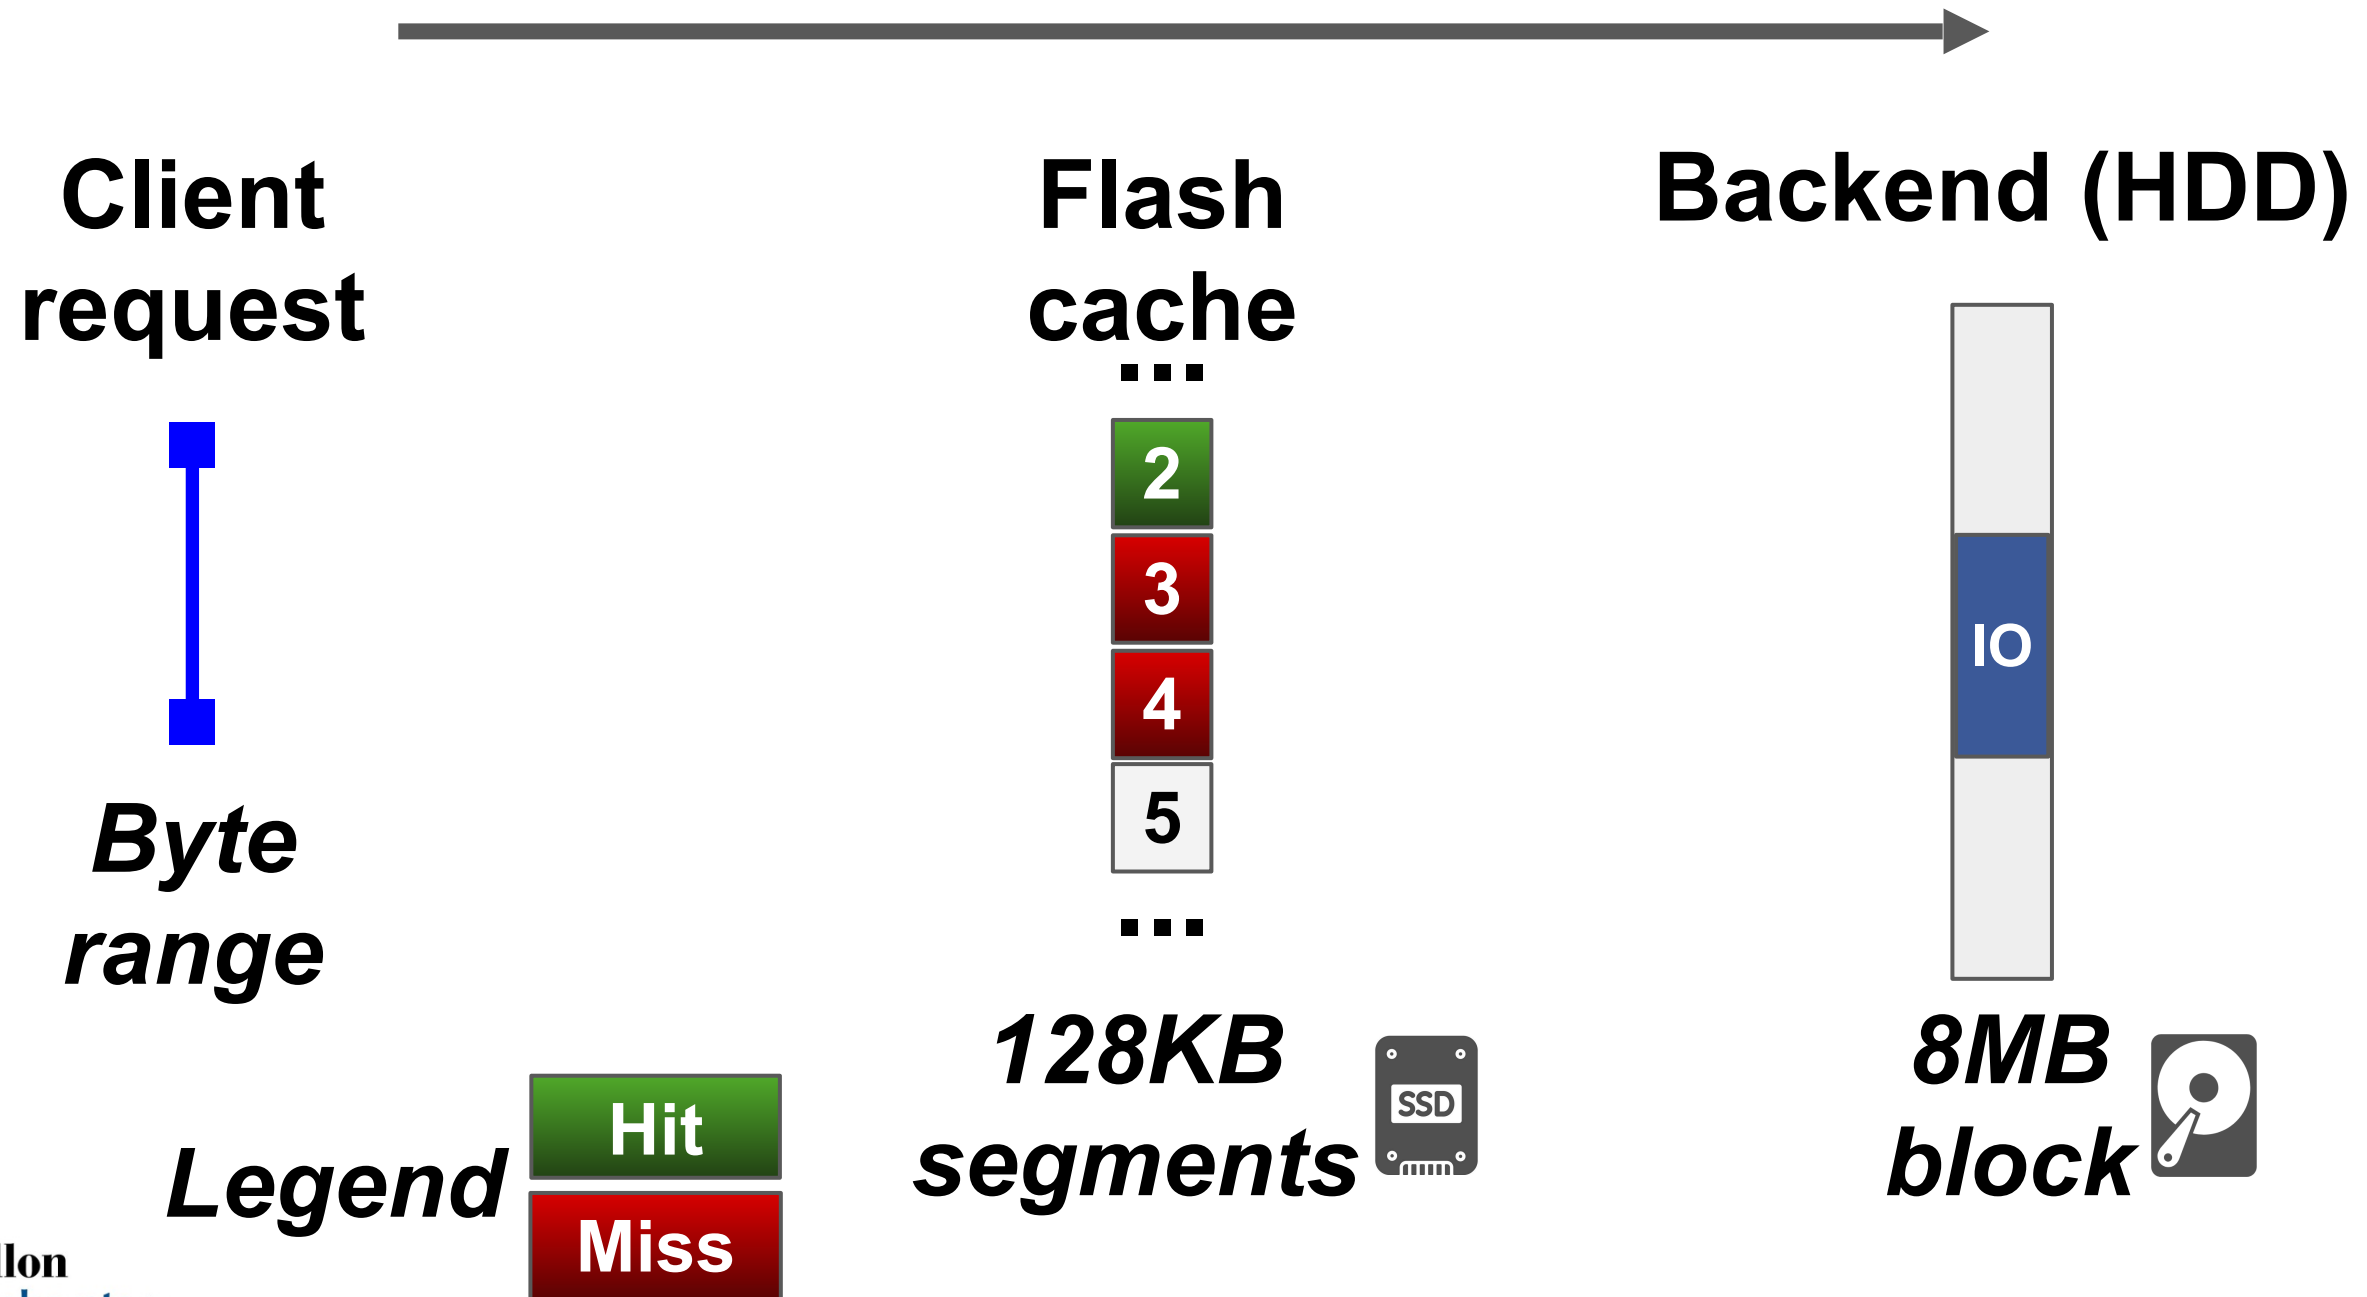 Client
request
Flash
cache
Backend (HDD)
...
2
3
4
5
...
IO
Byte
range
128KB
segments
SSD
8MB
block
Legend
Hit
Miss